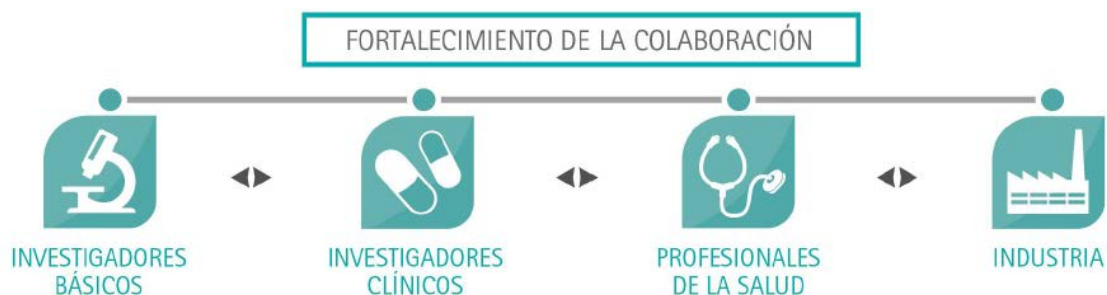 FORTALECIMIENTO DE LA COLABORACIÓN
INVESTIGADORES
BÁSICOS
INVESTIGADORES
CLÍNICOS
PROFESIONALES
DE LA SALUD
INDUSTRIA